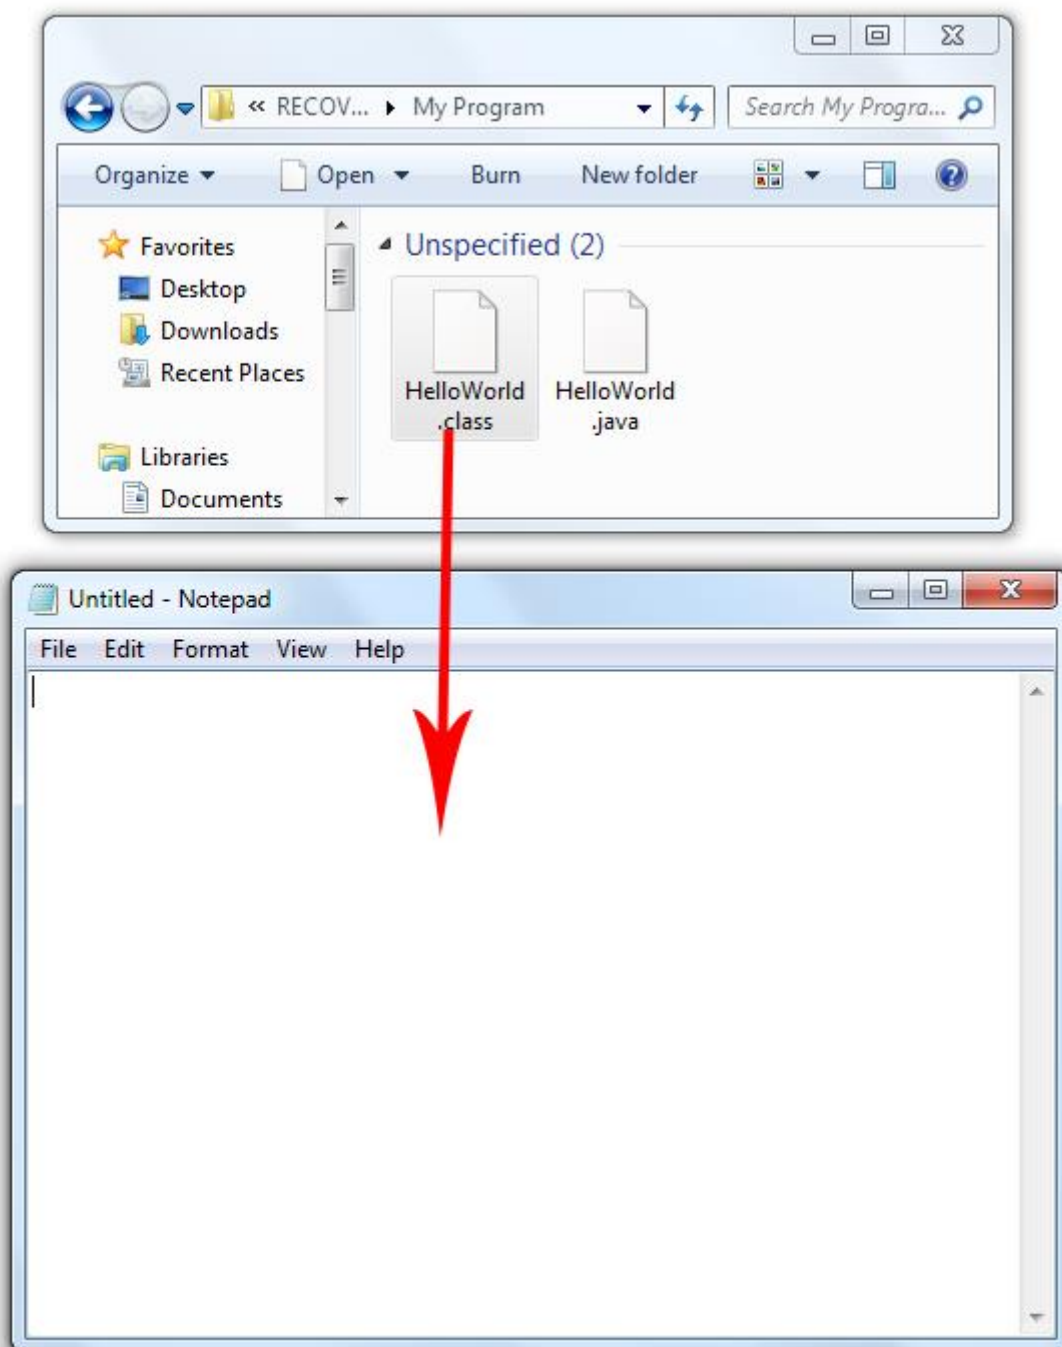 « RECOV... My Program Search My Progra...
Organize Open Burn New folder
Favorites
Desktop
Downloads
Recent Places
Libraries
Documents
Unspecified (2)
HelloWorld
.class
HelloWorld
.java
Untitled - Notepad
File Edit Format View Help